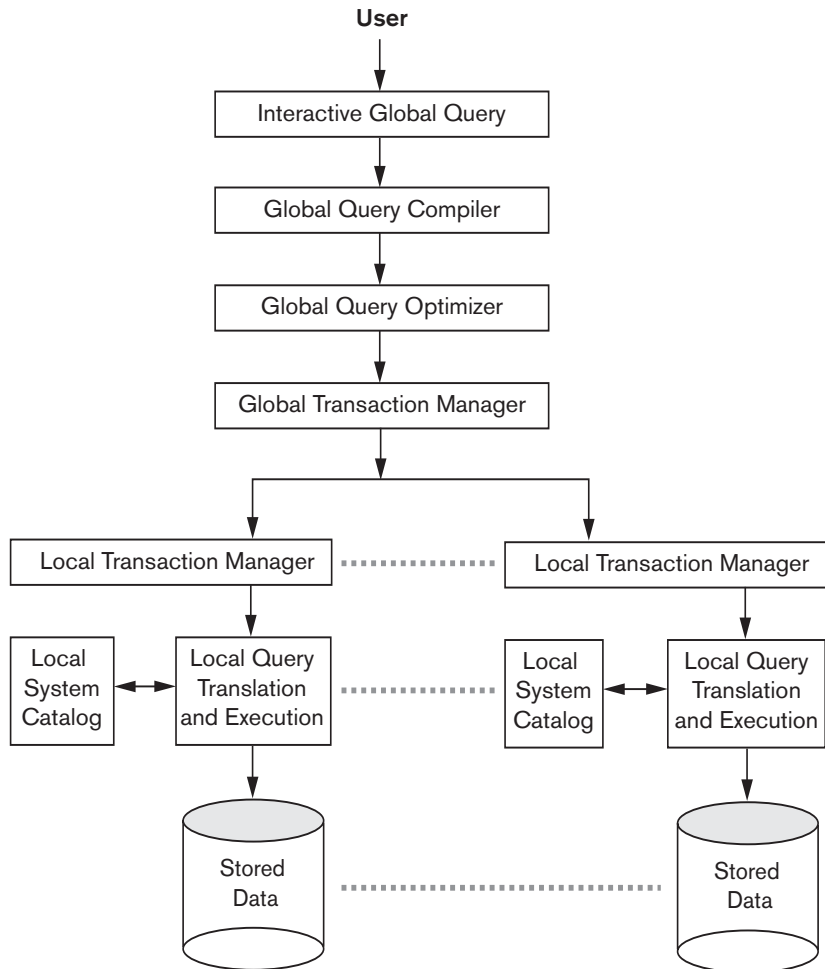 User
Interactive Global Query
Global Query Compiler
Global Query Optimizer
Global Transaction Manager
Local Transaction Manager
Local Transaction Manager
Local
System
Catalog
Local Query
Translation
and Execution
Local
System
Catalog
Local Query
Translation
and Execution
Stored
Data
Stored
Data